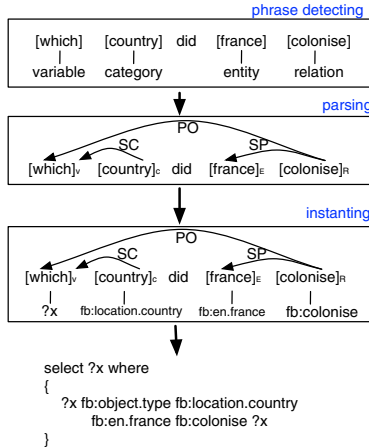 phrase detecting
[which] [country] did [france] [colonise]
variable category entity relation
parsing
PO
SC SP
[which]V [country]C did [france]E [colonise]R
instanting
PO
SC SP
[which]V [country]C did [france]E [colonise]R
?x fb:location.country fb:en.france fb:colonise
select ?x where
{
?x fb:object.type fb:location.country
fb:en.france fb:colonise ?x
}